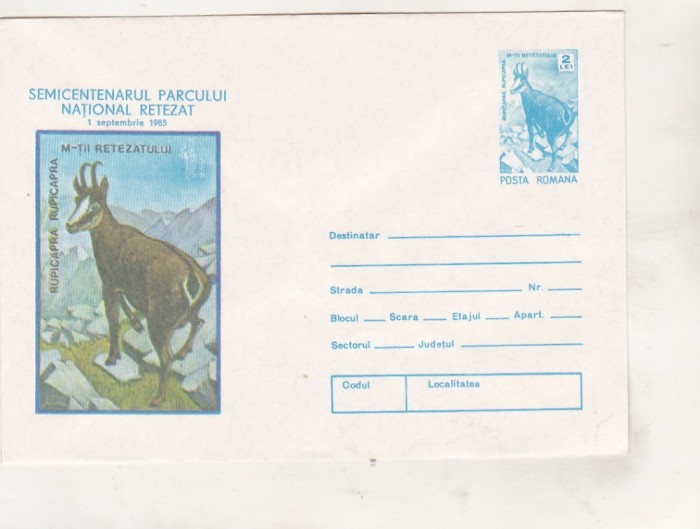 SEMICENTENARUL PARCULUI
NAȚIONAL RETEZAT
1 septembrie 1985
M-ȚII RETEZATULUI
RUPICAPRA RUPICAPRA
M-ȚII RETEZATULUI
2
LEI
RUPICAPRA RUPICAPRA
POSTA ROMANA
Destinatar
Strada Nr.
Blocul Scara Etajul Apart.
Sectorul Județul
Codul Localitatea